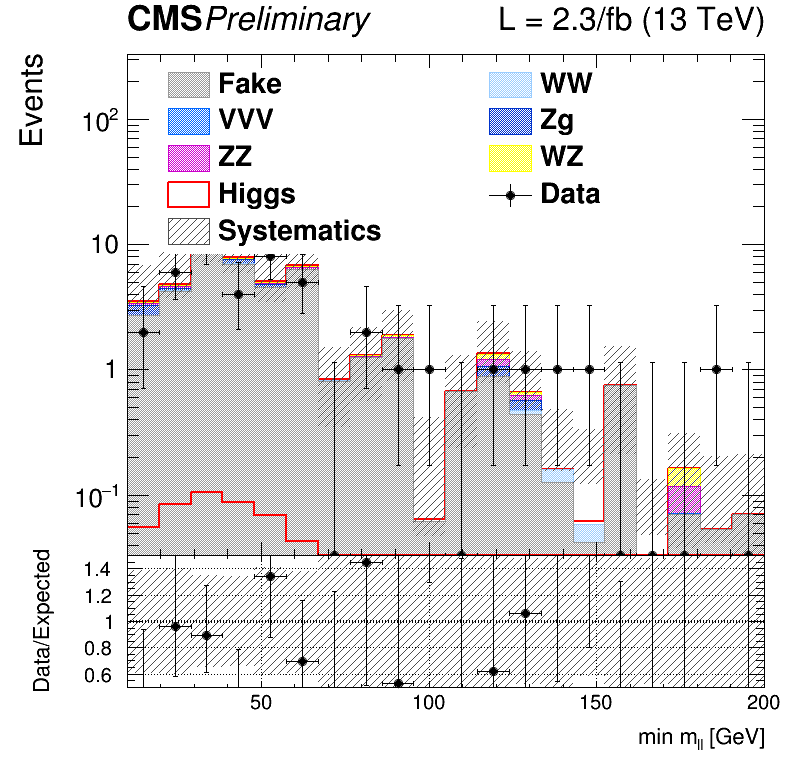 CMS Preliminary L = 2.3/fb (13 TeV)
Events
Fake WW
VVV Zg
ZZ WZ
Higgs Data
Systematics
10²
10
1
10⁻¹
Data/Expected
1.4
1.2
1
0.8
0.6
50 100 150 200
min m_ll [GeV]